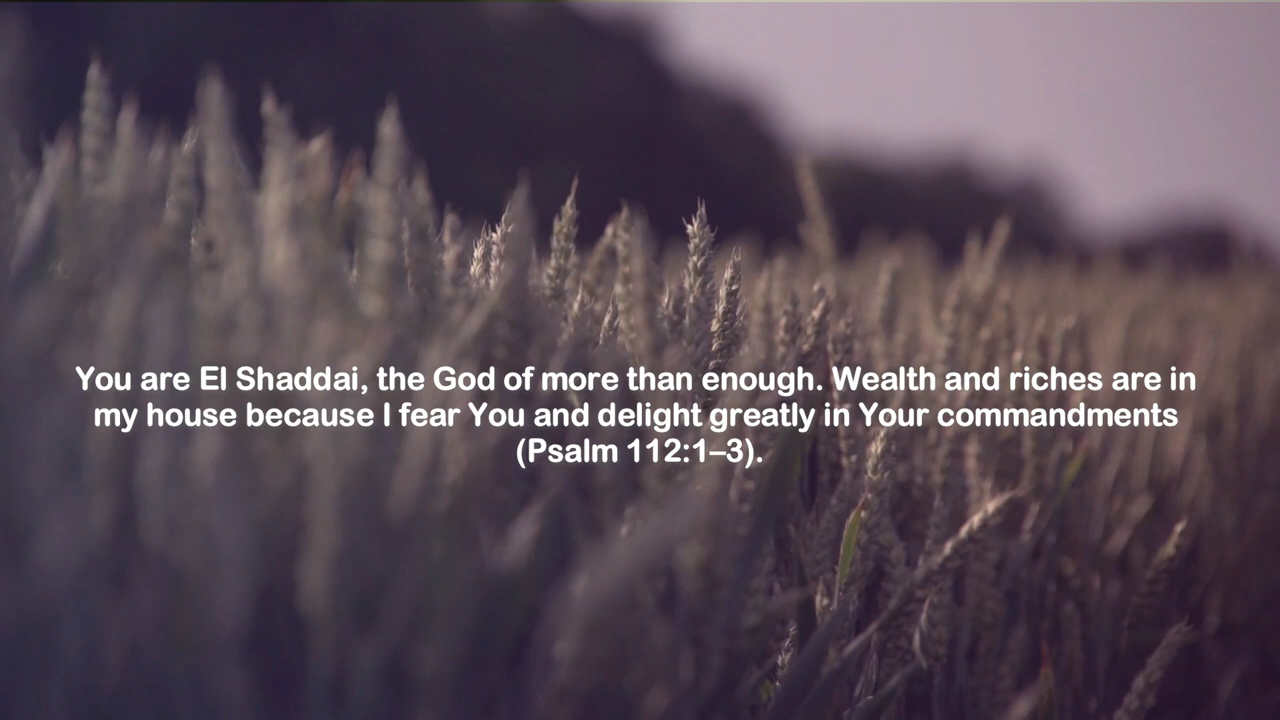 You are El Shaddai, the God of more than enough. Wealth and riches are in
my house because I fear You and delight greatly in Your commandments
(Psalm 112:1–3).